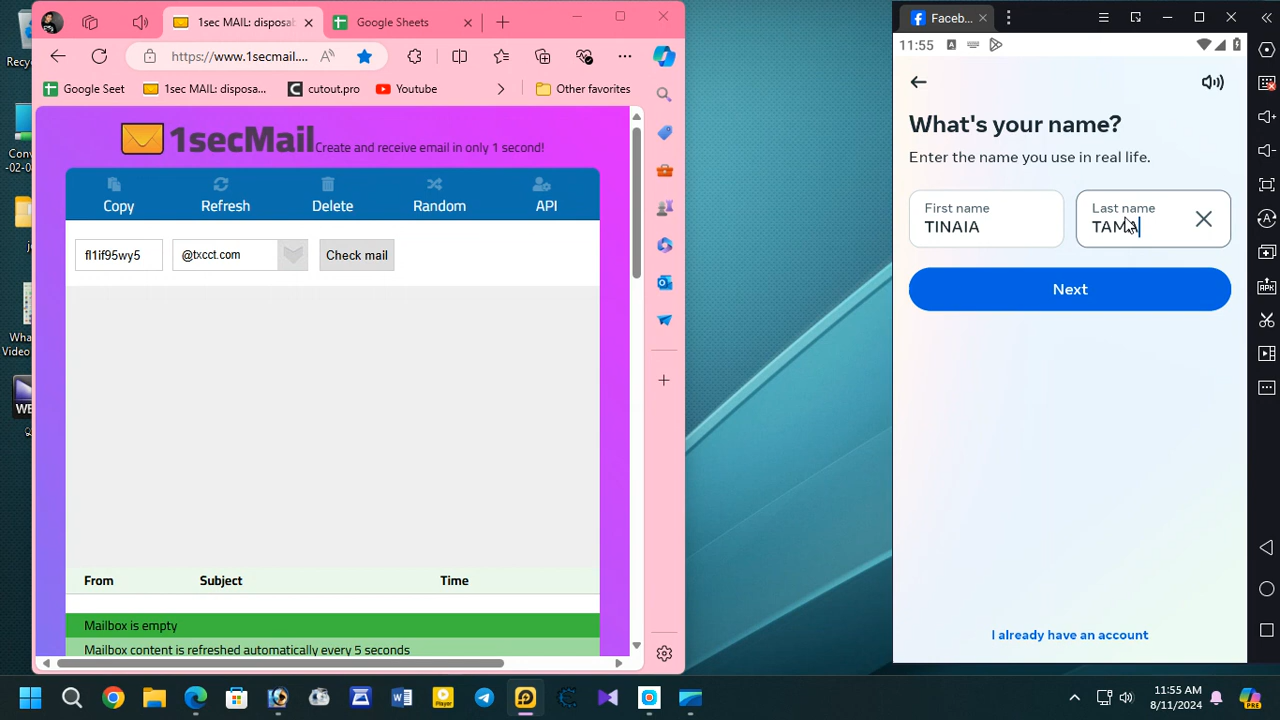 1sec MAIL: disposal
Google Sheets
https://www.1secmail....
Google Seet
1sec MAIL: disposa...
cutout.pro
Youtube
Other favorites
1secMail Create and receive email in only 1 second!
Copy
Refresh
Delete
Random
API
fl1if95wy5
@txcct.com
Check mail
From
Subject
Time
Mailbox is empty
Mailbox content is refreshed automatically every 5 seconds
Faceb...
11:55
What's your name?
Enter the name you use in real life.
First name
TINAIA
Last name
TAMA
Next
I already have an account
APK
Player
11:55 AM
8/11/2024
PRE